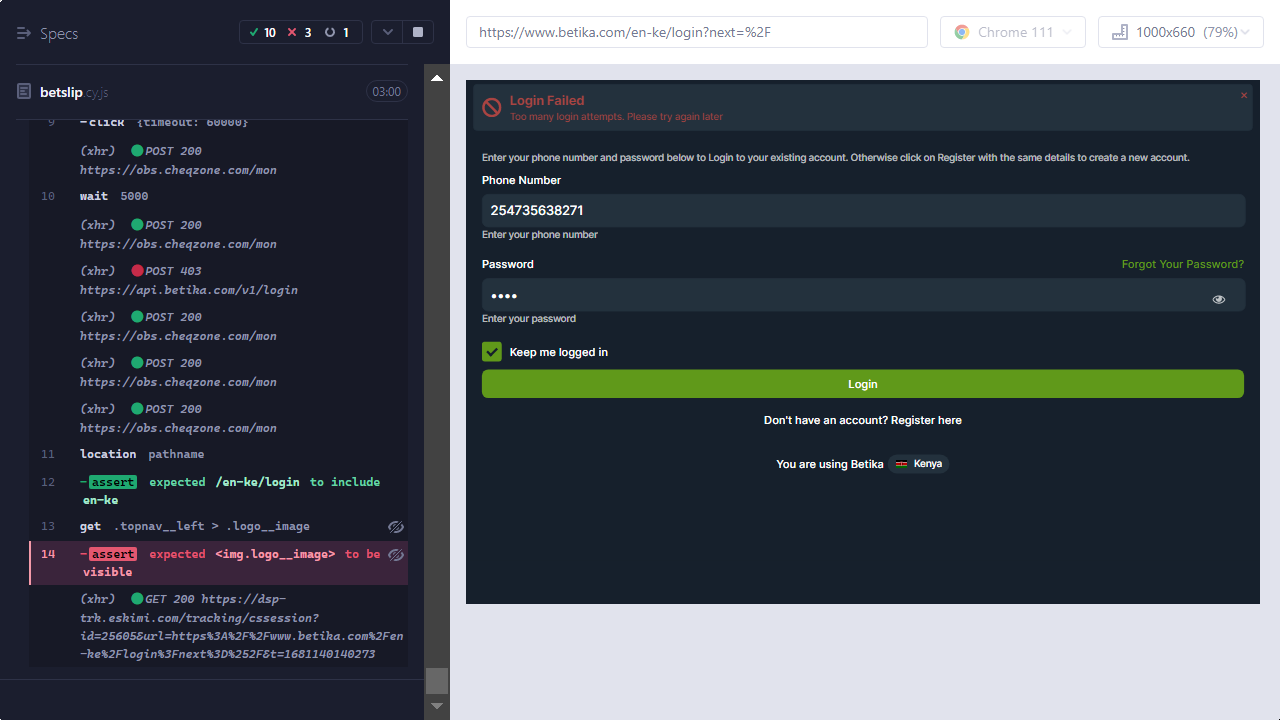 Specs
10 3 1
betslip.cy.js 03:00
9 -click {timeout: 60000}
(xhr) POST 200
https://obs.cheqzone.com/mon
10 wait 5000
(xhr) POST 200
https://obs.cheqzone.com/mon
(xhr) POST 403
https://api.betika.com/v1/login
(xhr) POST 200
https://obs.cheqzone.com/mon
(xhr) POST 200
https://obs.cheqzone.com/mon
(xhr) POST 200
https://obs.cheqzone.com/mon
11 location pathname
12 -assert expected /en-ke/login to include
en-ke
13 get .topnav__left > .logo__image
14 -assert expected <img.logo__image> to be
visible
(xhr) GET 200 https://dsp-
trk.eskimi.com/tracking/cssession?
id=25605&url=https%3A%2F%2Fwww.betika.com%2Fen
-ke%2Flogin%3Fnext%3D%252F&t=1681140140273
https://www.betika.com/en-ke/login?next=%2F
Chrome 111
1000x660 (79%)
Login Failed
×
Too many login attempts. Please try again later
Enter your phone number and password below to Login to your existing account. Otherwise click on Register with the same details to create a new account.
Phone Number
254735638271
Enter your phone number
Password Forgot Your Password?
••••
Enter your password
Keep me logged in
Login
Don't have an account? Register here
You are using Betika Kenya